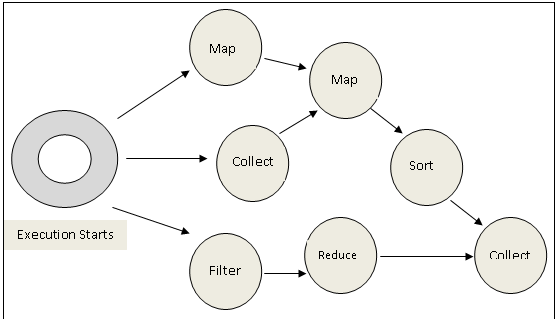 Map
Map
Collect
Sort
Execution Starts
Filter
Reduce
Collect